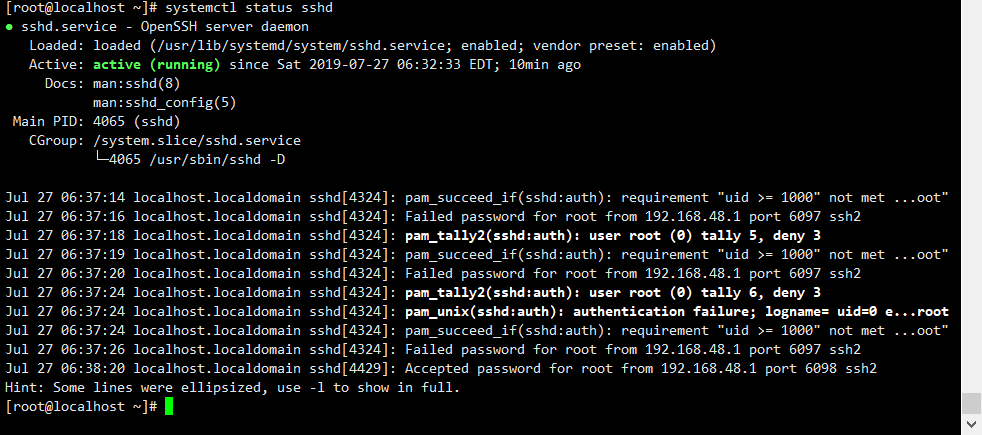 [root@localhost ~]# systemctl status sshd
● sshd.service - OpenSSH server daemon
   Loaded: loaded (/usr/lib/systemd/system/sshd.service; enabled; vendor preset: enabled)
   Active: active (running) since Sat 2019-07-27 06:32:33 EDT; 10min ago
     Docs: man:sshd(8)
           man:sshd_config(5)
 Main PID: 4065 (sshd)
   CGroup: /system.slice/sshd.service
           └─4065 /usr/sbin/sshd -D

Jul 27 06:37:14 localhost.localdomain sshd[4324]: pam_succeed_if(sshd:auth): requirement "uid >= 1000" not met ...oot"
Jul 27 06:37:16 localhost.localdomain sshd[4324]: Failed password for root from 192.168.48.1 port 6097 ssh2
Jul 27 06:37:18 localhost.localdomain sshd[4324]: pam_tally2(sshd:auth): user root (0) tally 5, deny 3
Jul 27 06:37:19 localhost.localdomain sshd[4324]: pam_succeed_if(sshd:auth): requirement "uid >= 1000" not met ...oot"
Jul 27 06:37:20 localhost.localdomain sshd[4324]: Failed password for root from 192.168.48.1 port 6097 ssh2
Jul 27 06:37:24 localhost.localdomain sshd[4324]: pam_tally2(sshd:auth): user root (0) tally 6, deny 3
Jul 27 06:37:24 localhost.localdomain sshd[4324]: pam_unix(sshd:auth): authentication failure; logname= uid=0 e...root
Jul 27 06:37:24 localhost.localdomain sshd[4324]: pam_succeed_if(sshd:auth): requirement "uid >= 1000" not met ...oot"
Jul 27 06:37:26 localhost.localdomain sshd[4324]: Failed password for root from 192.168.48.1 port 6097 ssh2
Jul 27 06:38:20 localhost.localdomain sshd[4429]: Accepted password for root from 192.168.48.1 port 6098 ssh2
Hint: Some lines were ellipsized, use -l to show in full.
[root@localhost ~]#